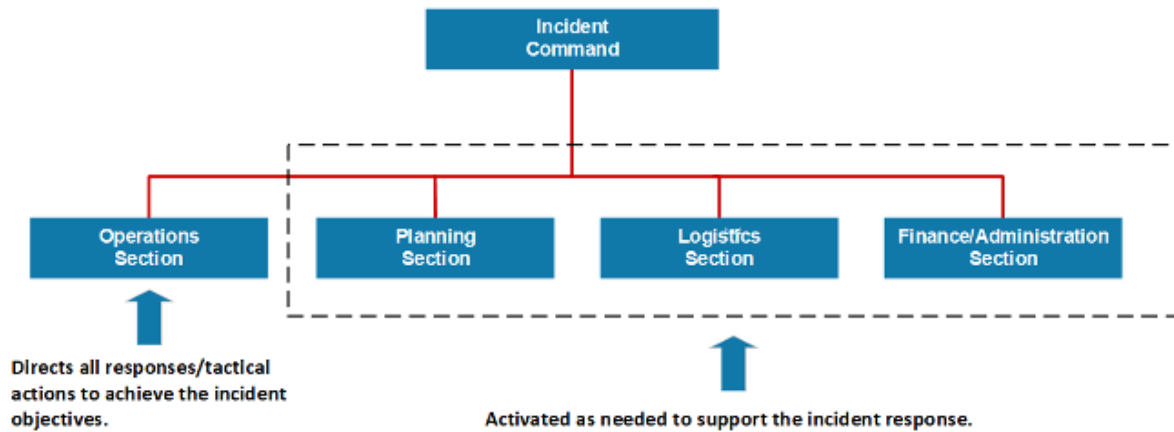 Incident
Command
Operations
Section
Planning
Section
Logistics
Section
Finance/Administration
Section
Directs all responses/tactical
actions to achieve the incident
objectives.
Activated as needed to support the incident response.